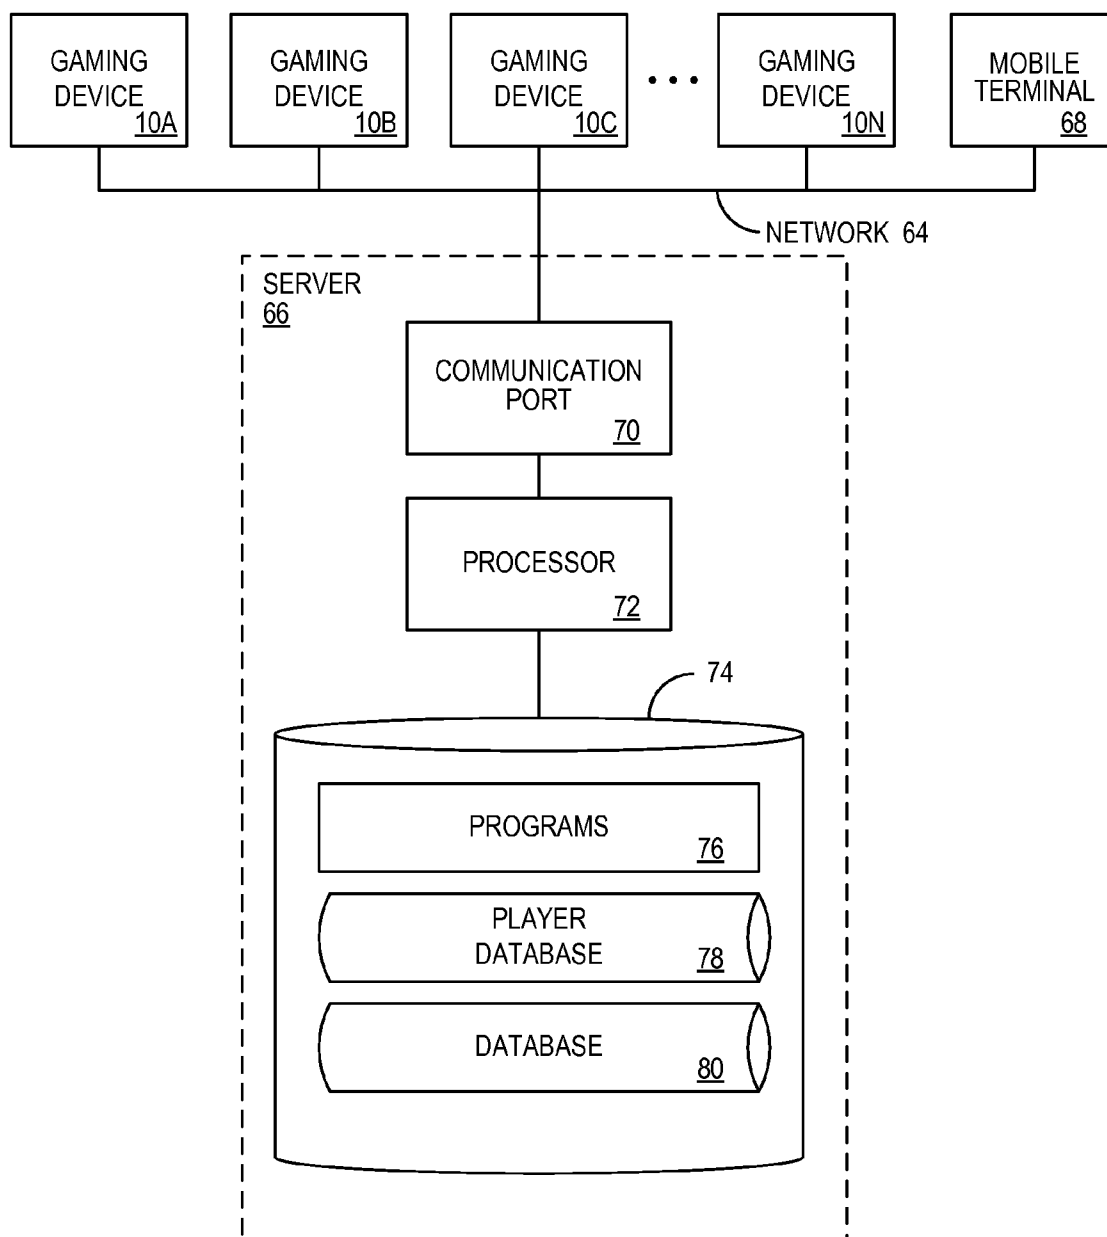 GAMING
DEVICE
10A
GAMING
DEVICE
10B
GAMING
DEVICE
10C
GAMING
DEVICE
10N
MOBILE
TERMINAL
68
NETWORK 64
SERVER
66
COMMUNICATION
PORT
70
PROCESSOR
72
74
PROGRAMS
76
PLAYER
DATABASE
78
DATABASE
80